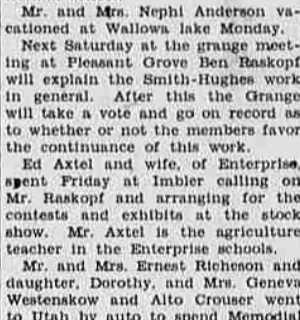 Mr. and Mrs. Nephi Anderson va-
cationed at Wallowa lake Monday.
Next Saturday at the grange meet-
ing at Pleasant Grove Ben Raskopf
will explain the Smith-Hughes work
in general. After this the Grange
will take a vote and go on record as
to whether or not the members favor
the continuance of this work.
Ed Axtel and wife, of Enterprise,
spent Friday at Imbler calling on
Mr. Raskopf and arranging for the
contests and exhibits at the stock
show. Mr. Axtel is the agriculture
teacher in the Enterprise schools.
Mr. and Mrs. Ernest Richeson and
daughter, Dorothy, and Mrs. Geneva
Westenskow and Alto Crouser went
to Utah by auto to spend Memorial